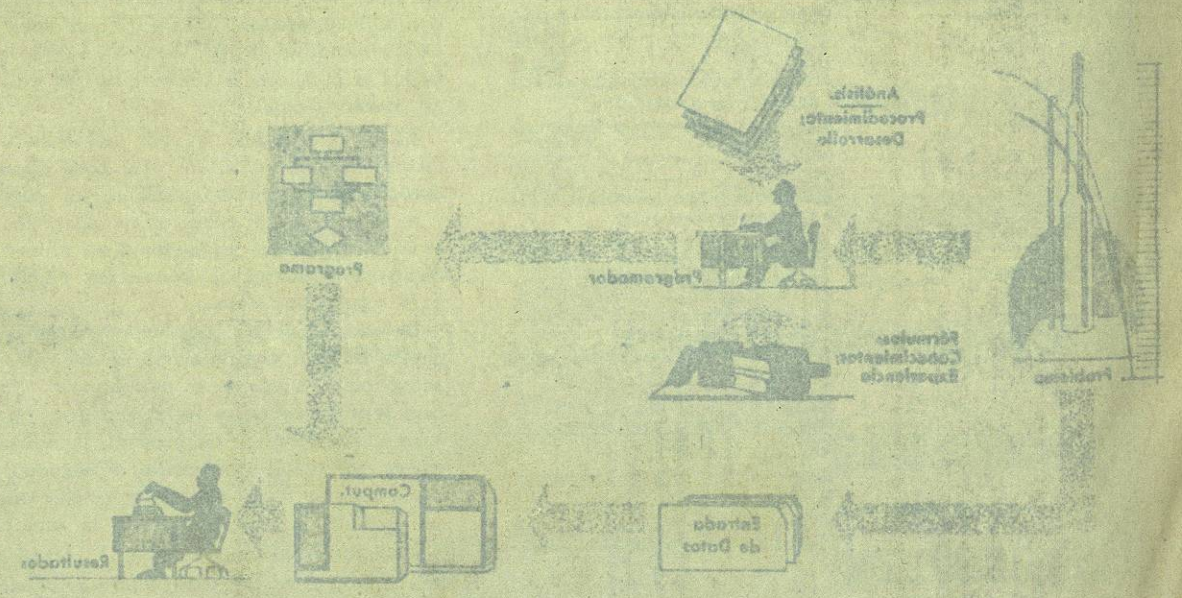 Análisis.
Procedimiento;
Desarrollo
Programa
Programador
Fórmulas;
Conocimientos;
Experiencia
Problema
Comput.
Entrada
de Datos
Resultados